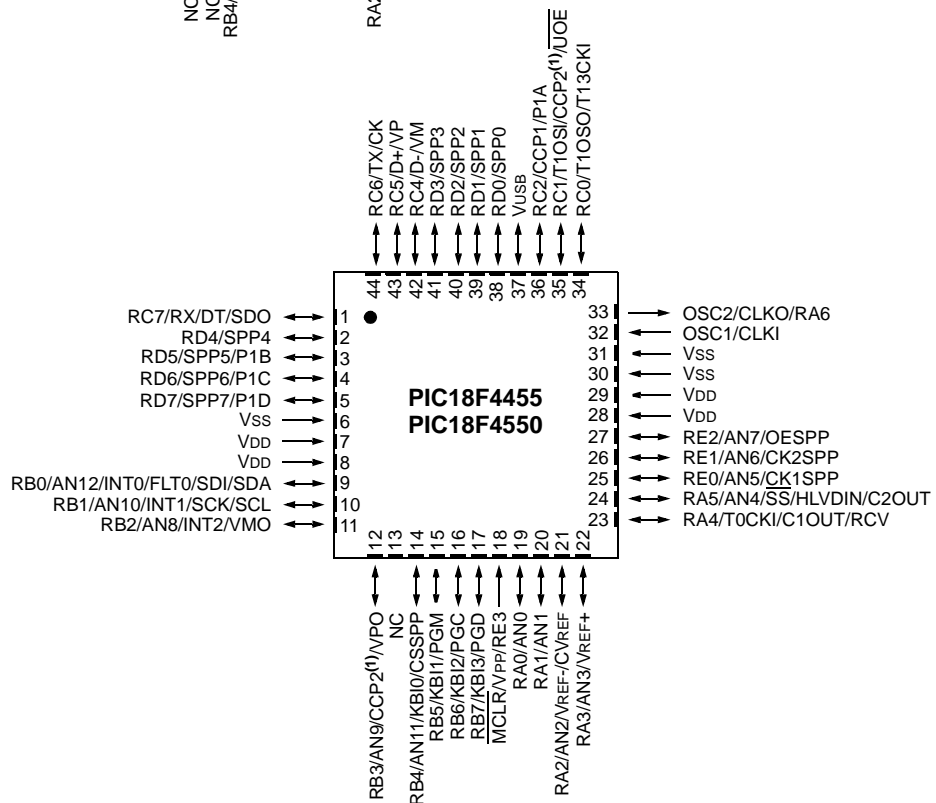 NC
NC
RB4/
RA2
RC6/TX/CK
RC5/D+/VP
RC4/D-/VM
RD3/SPP3
RD2/SPP2
RD1/SPP1
RD0/SPP0
VUSB
RC2/CCP1/P1A
RC1/T1OSI/CCP2(1)/UOE
RC0/T1OSO/T13CKI
44
43
42
41
40
39
38
37
36
35
34
RC7/RX/DT/SDO 1
RD4/SPP4 2
RD5/SPP5/P1B 3
RD6/SPP6/P1C 4
RD7/SPP7/P1D 5
VSS 6
VDD 7
VDD 8
RB0/AN12/INT0/FLT0/SDI/SDA 9
RB1/AN10/INT1/SCK/SCL 10
RB2/AN8/INT2/VMO 11
PIC18F4455
PIC18F4550
33 OSC2/CLKO/RA6
32 OSC1/CLKI
31 VSS
30 VSS
29 VDD
28 VDD
27 RE2/AN7/OESPP
26 RE1/AN6/CK2SPP
25 RE0/AN5/CK1SPP
24 RA5/AN4/SS/HLVDIN/C2OUT
23 RA4/T0CKI/C1OUT/RCV
12
13
14
15
16
17
18
19
20
21
22
RB3/AN9/CCP2(1)/VPO
NC
RB4/AN11/KBI0/CSSPP
RB5/KBI1/PGM
RB6/KBI2/PGC
RB7/KBI3/PGD
MCLR/VPP/RE3
RA0/AN0
RA1/AN1
RA2/AN2/VREF-/CVREF
RA3/AN3/VREF+